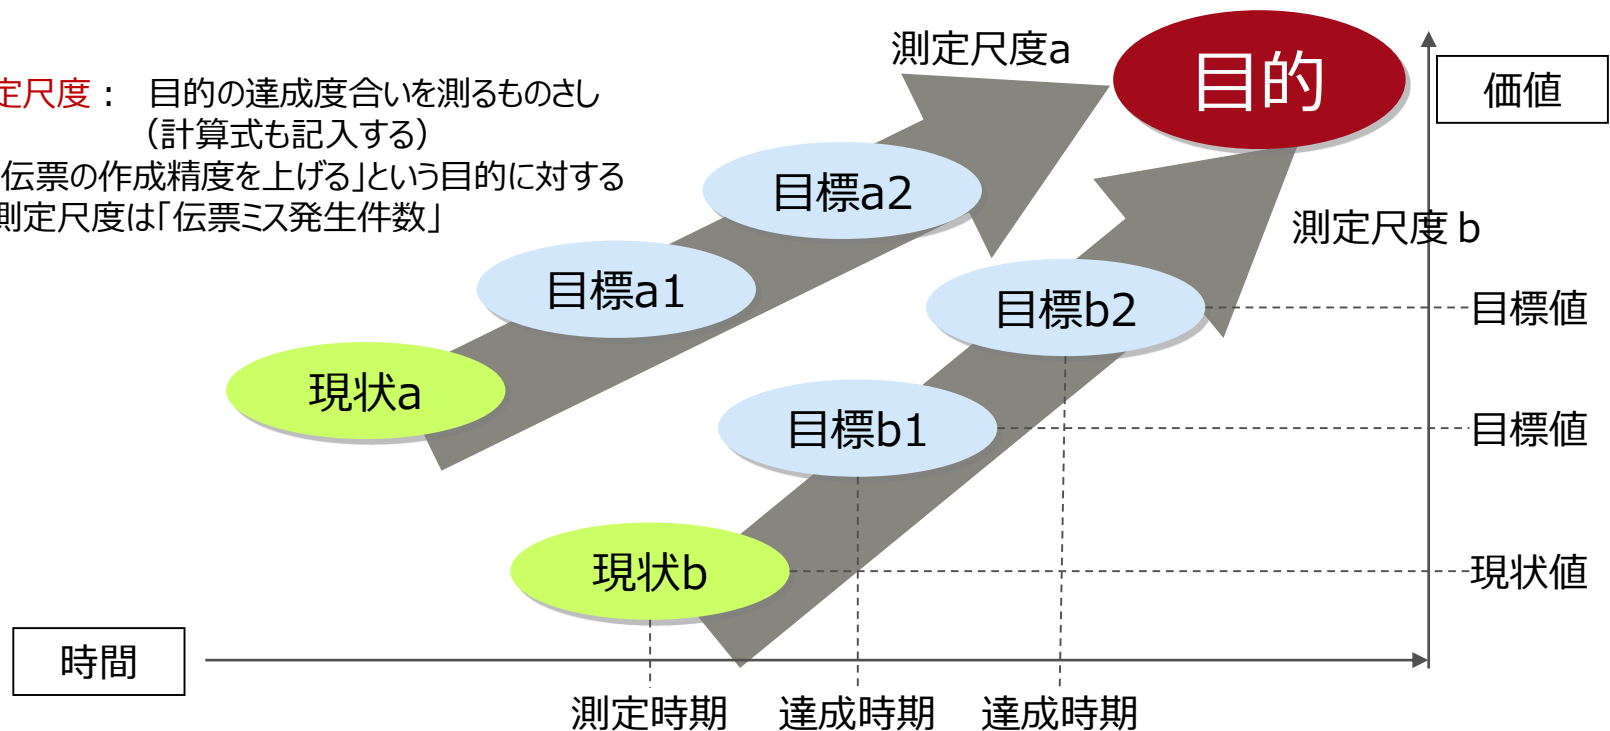 測定尺度a
目的
価値
定尺度： 目的の達成度合いを測るものさし
（計算式も記入する）
伝票の作成精度を上げる」という目的に対する
測定尺度は「伝票ミス発生件数」
目標a2
測定尺度b
目標a1
目標b2
目標値
現状a
目標b1
目標値
現状b
現状値
時間
測定時期
達成時期
達成時期